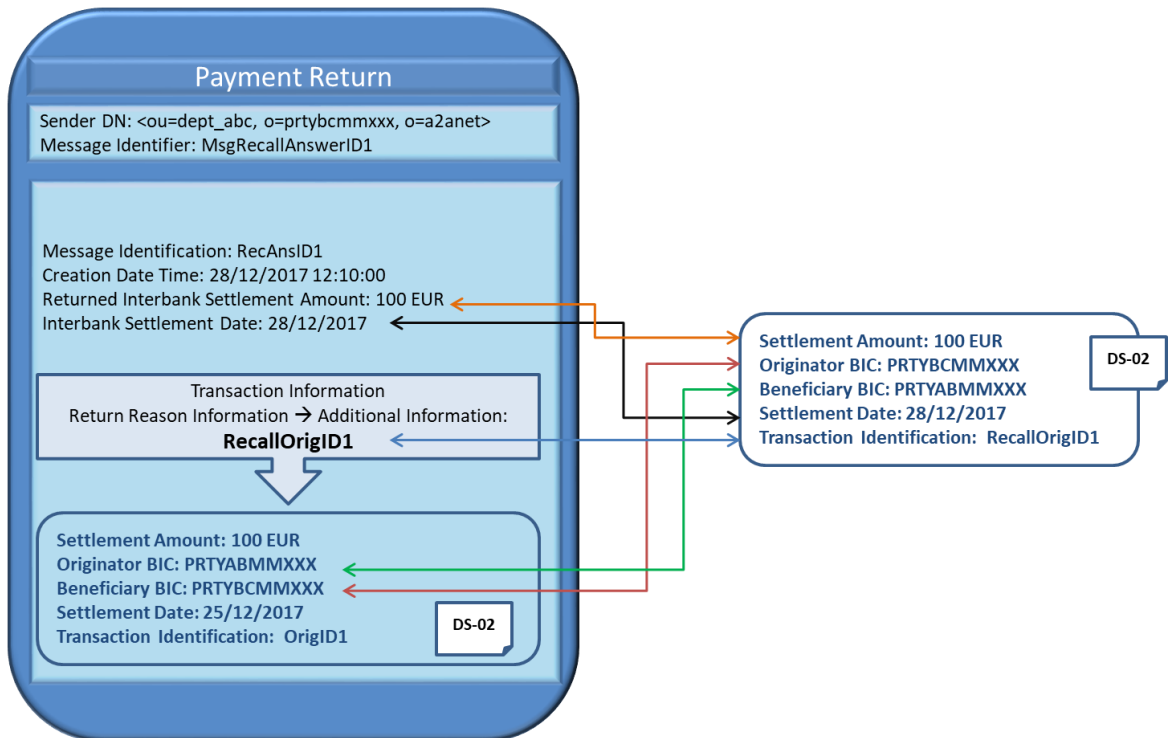 Payment Return
Sender DN: <ou=dept_abc, o=prtybcmmxxx, o=a2anet>
Message Identifier: MsgRecallAnswerID1
Message Identification: RecAnsID1
Creation Date Time: 28/12/2017 12:10:00
Returned Interbank Settlement Amount: 100 EUR
Interbank Settlement Date: 28/12/2017
Transaction Information
Return Reason Information → Additional Information:
RecallOrigID1
Settlement Amount: 100 EUR
Originator BIC: PRTYABMMXXX
Beneficiary BIC: PRTYBCMMXXX
Settlement Date: 25/12/2017
Transaction Identification: OrigID1
DS-02
Settlement Amount: 100 EUR
Originator BIC: PRTYBCMMXXX
Beneficiary BIC: PRTYABMMXXX
Settlement Date: 28/12/2017
Transaction Identification: RecallOrigID1
DS-02